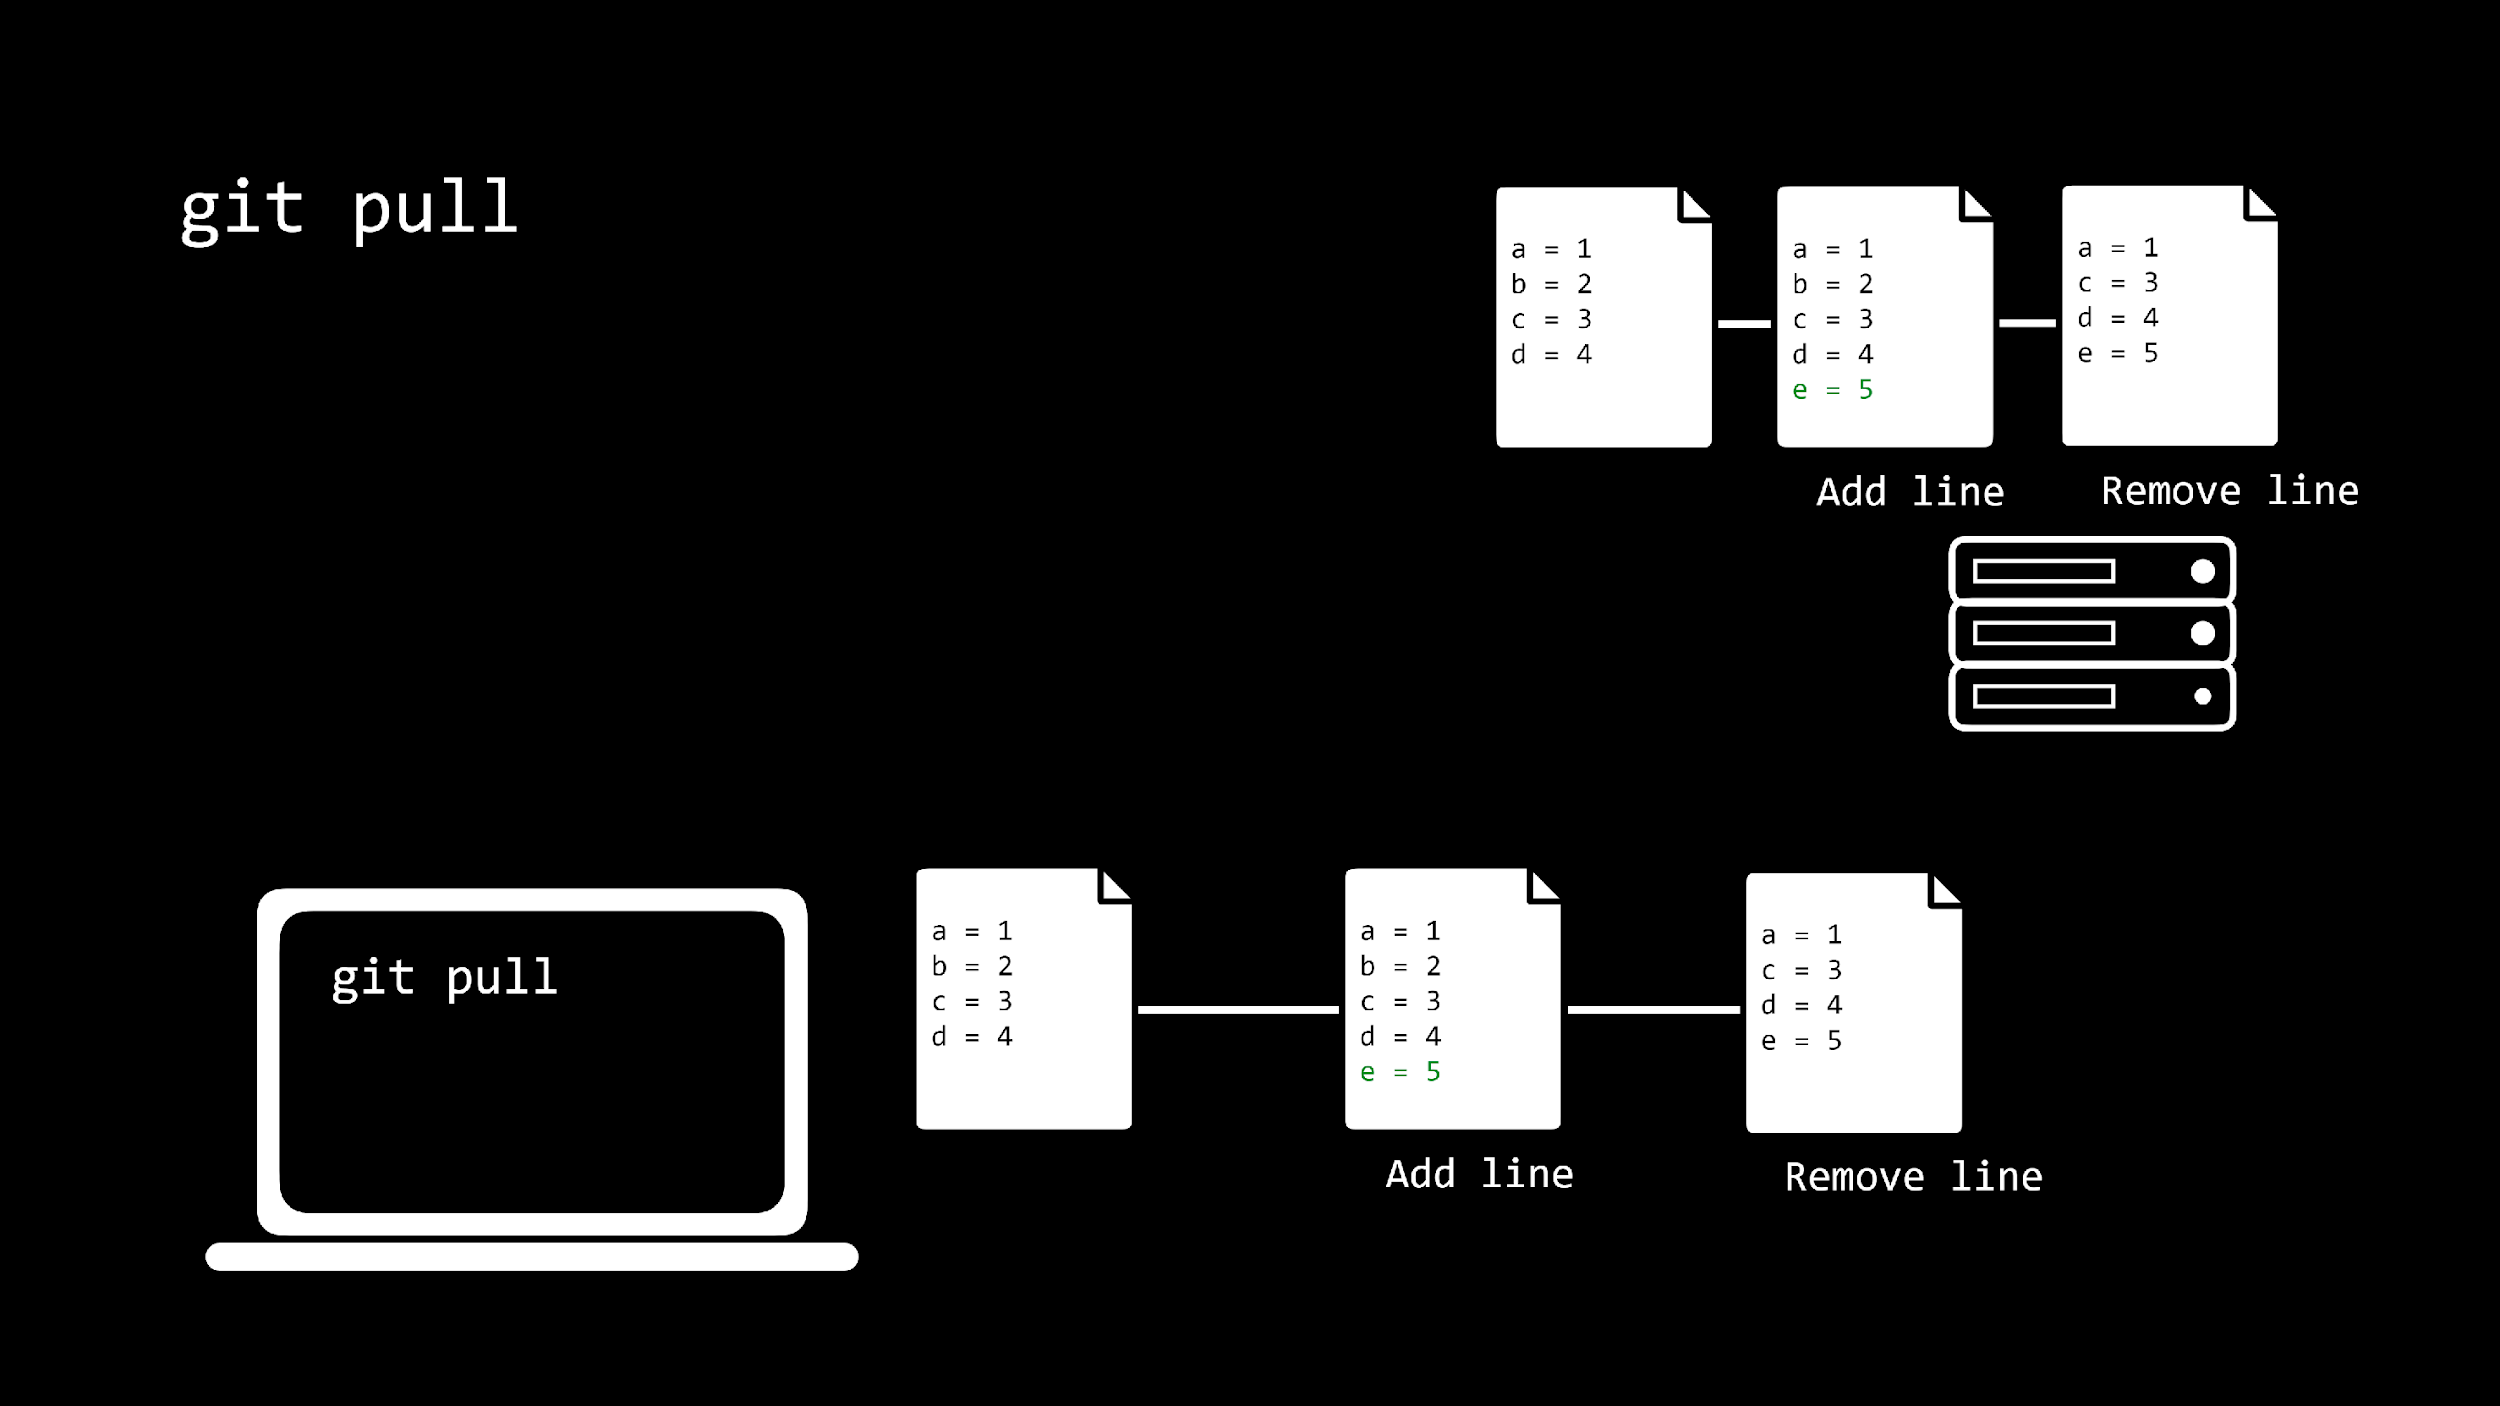 git pull
a = 1
b = 2
c = 3
d = 4
a = 1
b = 2
c = 3
d = 4
e = 5
Add line
a = 1
c = 3
d = 4
e = 5
Remove line
git pull
a = 1
b = 2
c = 3
d = 4
a = 1
b = 2
c = 3
d = 4
e = 5
Add line
a = 1
c = 3
d = 4
e = 5
Remove line